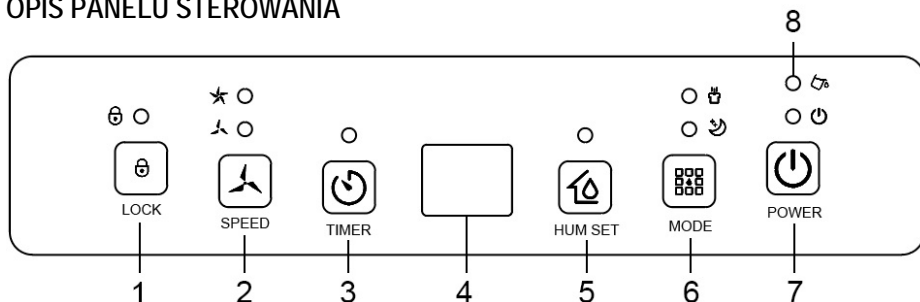 OPIS PANELU STEROWANIA
8
LOCK
SPEED
TIMER
HUM SET
MODE
POWER
1 2 3 4 5 6 7